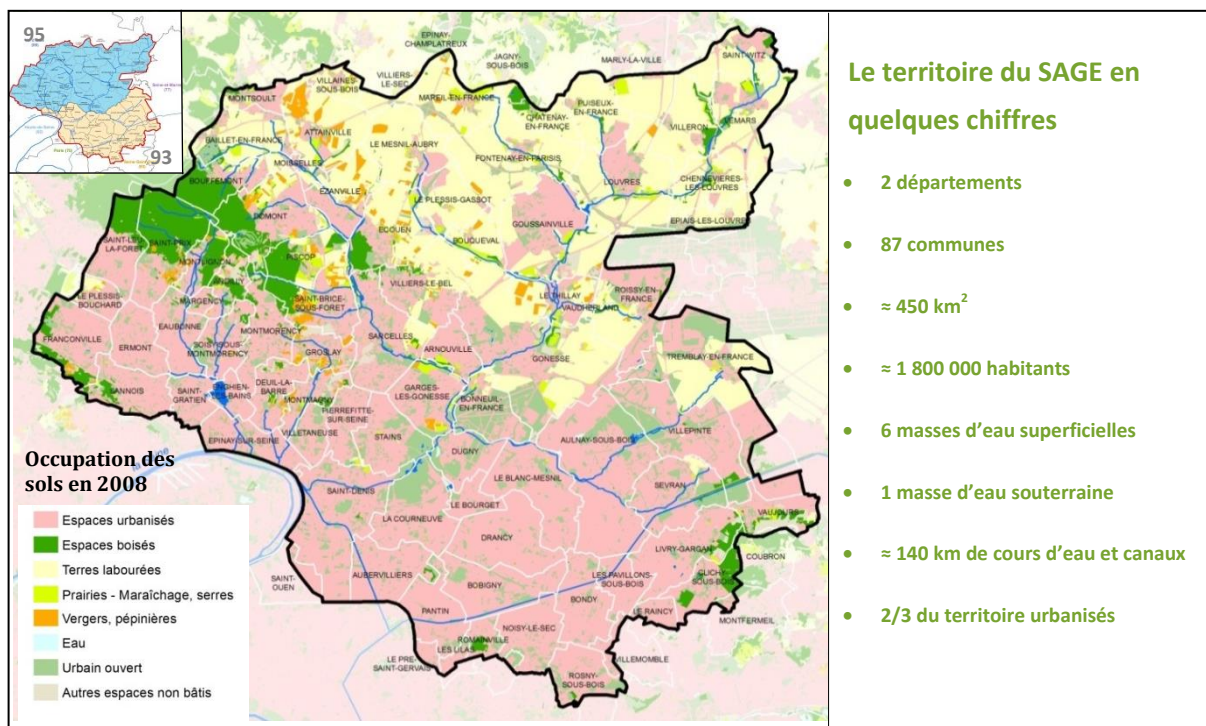 95
93
EPINAY-
CHAMPLATREUX
JAGNY-
SOUS-BOIS
MARLY-LA-VILLE
SAINT-WITZ
VILLAINES-
SOUS-BOIS
VILLIERS-
LE-SEC
MONTSOULT
MAREIL-EN-FRANCE
PUISEUX-
EN-FRANCE
CHATENAY-
EN-FRANCE
VILLERON
VEMARS
ATTAINVILLE
BAILLET-EN-FRANCE
LE MESNIL-AUBRY
MOISSELLES
FONTENAY-EN-PARISIS
BOUFFEMONT
ÉZANVILLE
LOUVRES
CHENNEVIERES-
LES-LOUVRES
LE PLESSIS-GASSOT
DOMONT
GOUSSAINVILLE
EPIAIS-LES-LOUVRES
ECOUEN
BOUQUEVAL
SAINT-LEU-
LA-FORET
SAINT-PRIX
MONTLIGNON
PISCOP
ANDILLY
VILLIERS-LE-BEL
ROISSY-EN-
FRANCE
LE THILLAY
VAUDHERLAND
LE PLESSIS-
BOUCHARD
MARGENCY
SAINT-BRICE-
SOUS-FORET
EAUBONNE
MONTMORENCY
SARCELLES
FRANCONVILLE
ERMONT
SOISY-SOUS-
MONTMORENCY
GROSLAY
ARNOUVILLE
GONESSE
TREMBLAY-EN-FRANCE
SANNOIS
SAINT-
GRATIEN
ENGHIEN-
LES-BAINS
DEUIL-LA-
BARRE
MONTMAGNY
GARGES-
LES-GONESSE
BONNEUIL-
EN-FRANCE
PIERREFITTE-
SUR-SEINE
EPINAY-SUR-SEINE
VILLETANEUSE
STAINS
AULNAY-SOUS-BOIS
VILLEPINTE
DUGNY
LE BLANC-MESNIL
SEVRAN
SAINT-DENIS
LE BOURGET
VAUJOURS
LA COURNEUVE
DRANCY
LIVRY-GARGAN
COUBRON
CLICHY-
SOUS-BOIS
SAINT-
OUEN
AUBERVILLIERS
BOBIGNY
LES PAVILLONS-
SOUS-BOIS
BONDY
PANTIN
LE RAINCY
MONTFERMEIL
NOISY-LE-SEC
ROMAINVILLE
LES LILAS
LE PRE-
SAINT-GERVAIS
VILLEMOMBLE
ROSNY-
SOUS-BOIS
Occupation des
sols en 2008
Espaces urbanisés
Espaces boisés
Terres labourées
Prairies - Maraîchage, serres
Vergers, pépinières
Eau
Urbain ouvert
Autres espaces non bâtis
Le territoire du SAGE en
quelques chiffres
• 2 départements
• 87 communes
• ≈ 450 km²
• ≈ 1 800 000 habitants
• 6 masses d’eau superficielles
• 1 masse d’eau souterraine
• ≈ 140 km de cours d’eau et canaux
• 2/3 du territoire urbanisés